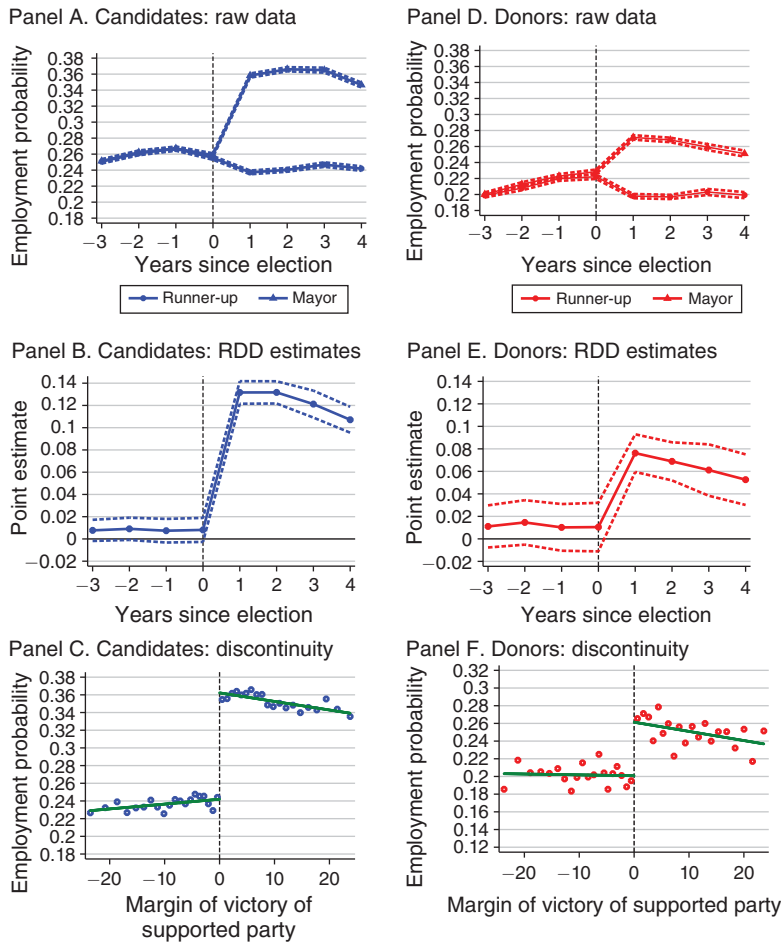 Panel A. Candidates: raw data
Employment probability
0.38
0.36
0.34
0.32
0.3
0.28
0.26
0.24
0.22
0.2
0.18
−3 −2 −1 0 1 2 3 4
Years since election
Runner-up Mayor
Panel D. Donors: raw data
Employment probability
0.38
0.36
0.34
0.32
0.3
0.28
0.26
0.24
0.22
0.2
0.18
−3 −2 −1 0 1 2 3 4
Years since election
Runner-up Mayor
Panel B. Candidates: RDD estimates
Point estimate
0.14
0.12
0.1
0.08
0.06
0.04
0.02
0
−0.02
−3 −2 −1 0 1 2 3 4
Years since election
Panel E. Donors: RDD estimates
Point estimate
0.14
0.12
0.1
0.08
0.06
0.04
0.02
0
−0.02
−3 −2 −1 0 1 2 3 4
Years since election
Panel C. Candidates: discontinuity
Employment probability
0.38
0.36
0.34
0.32
0.3
0.28
0.26
0.24
0.22
0.2
0.18
−20 −10 0 10 20
Margin of victory of
supported party
Panel F. Donors: discontinuity
Employment probability
0.32
0.3
0.28
0.26
0.24
0.22
0.2
0.18
0.16
0.14
0.12
−20 −10 0 10 20
Margin of victory of supported party